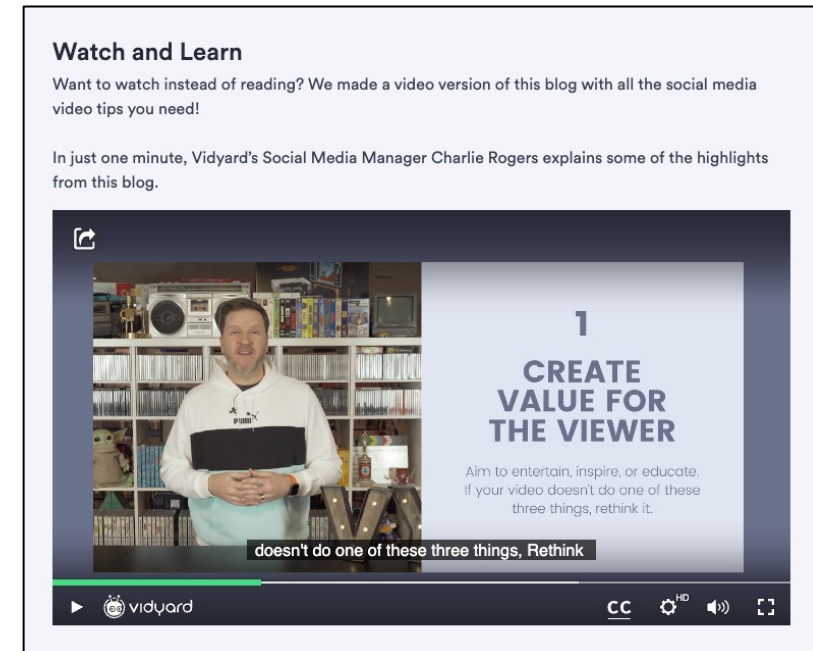 Watch and Learn
Want to watch instead of reading? We made a video version of this blog with all the social media
video tips you need!
In just one minute, Vidyard’s Social Media Manager Charlie Rogers explains some of the highlights
from this blog.
1
CREATE
VALUE FOR
THE VIEWER
Aim to entertain, inspire, or educate.
If your video doesn't do one of these
three things, rethink it.
PUMA
doesn't do one of these three things, Rethink
vidyard
CC
HD